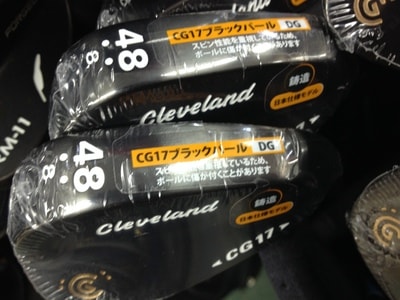 48
8
CG17ブラックパール DG
スピン性能を重視しているため、
ボールに傷が付くことがあります
Cleveland
鋳造
日本仕様モデル
48
8
CG17ブラックパール DG
スピン性能を重視しているため、
ボールに傷が付くことがあります
Cleveland
鋳造
日本仕様モデル
CG17